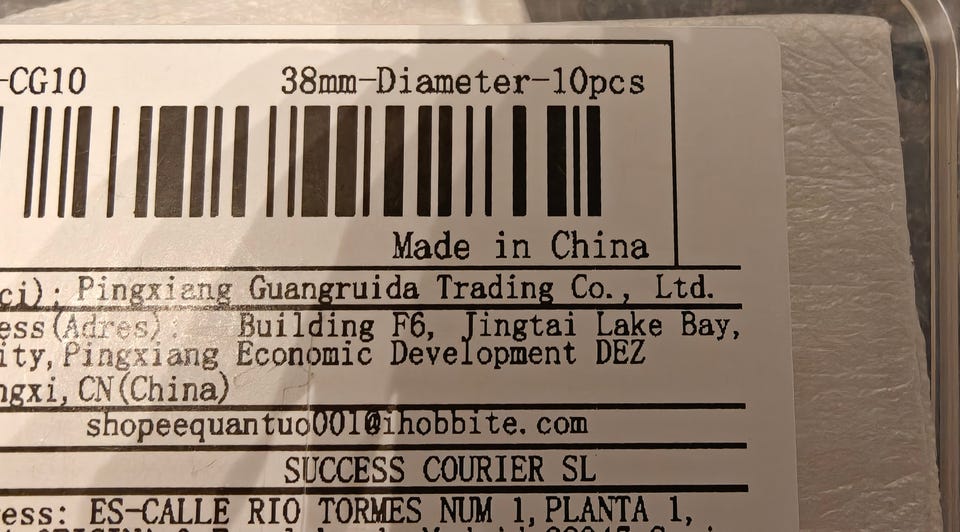 -CG10 38mm-Diameter-10pcs
Made in China
ci): Pingxiang Guangruida Trading Co., Ltd.
ess(Adres): Building F6, Jingtai Lake Bay,
ity, Pingxiang Economic Development DEZ
ngxi, CN(China)
shopeequantuo001@ihobbite.com
SUCCESS COURIER SL
ess: ES-CALLE RIO TORMES NUM 1, PLANTA 1,